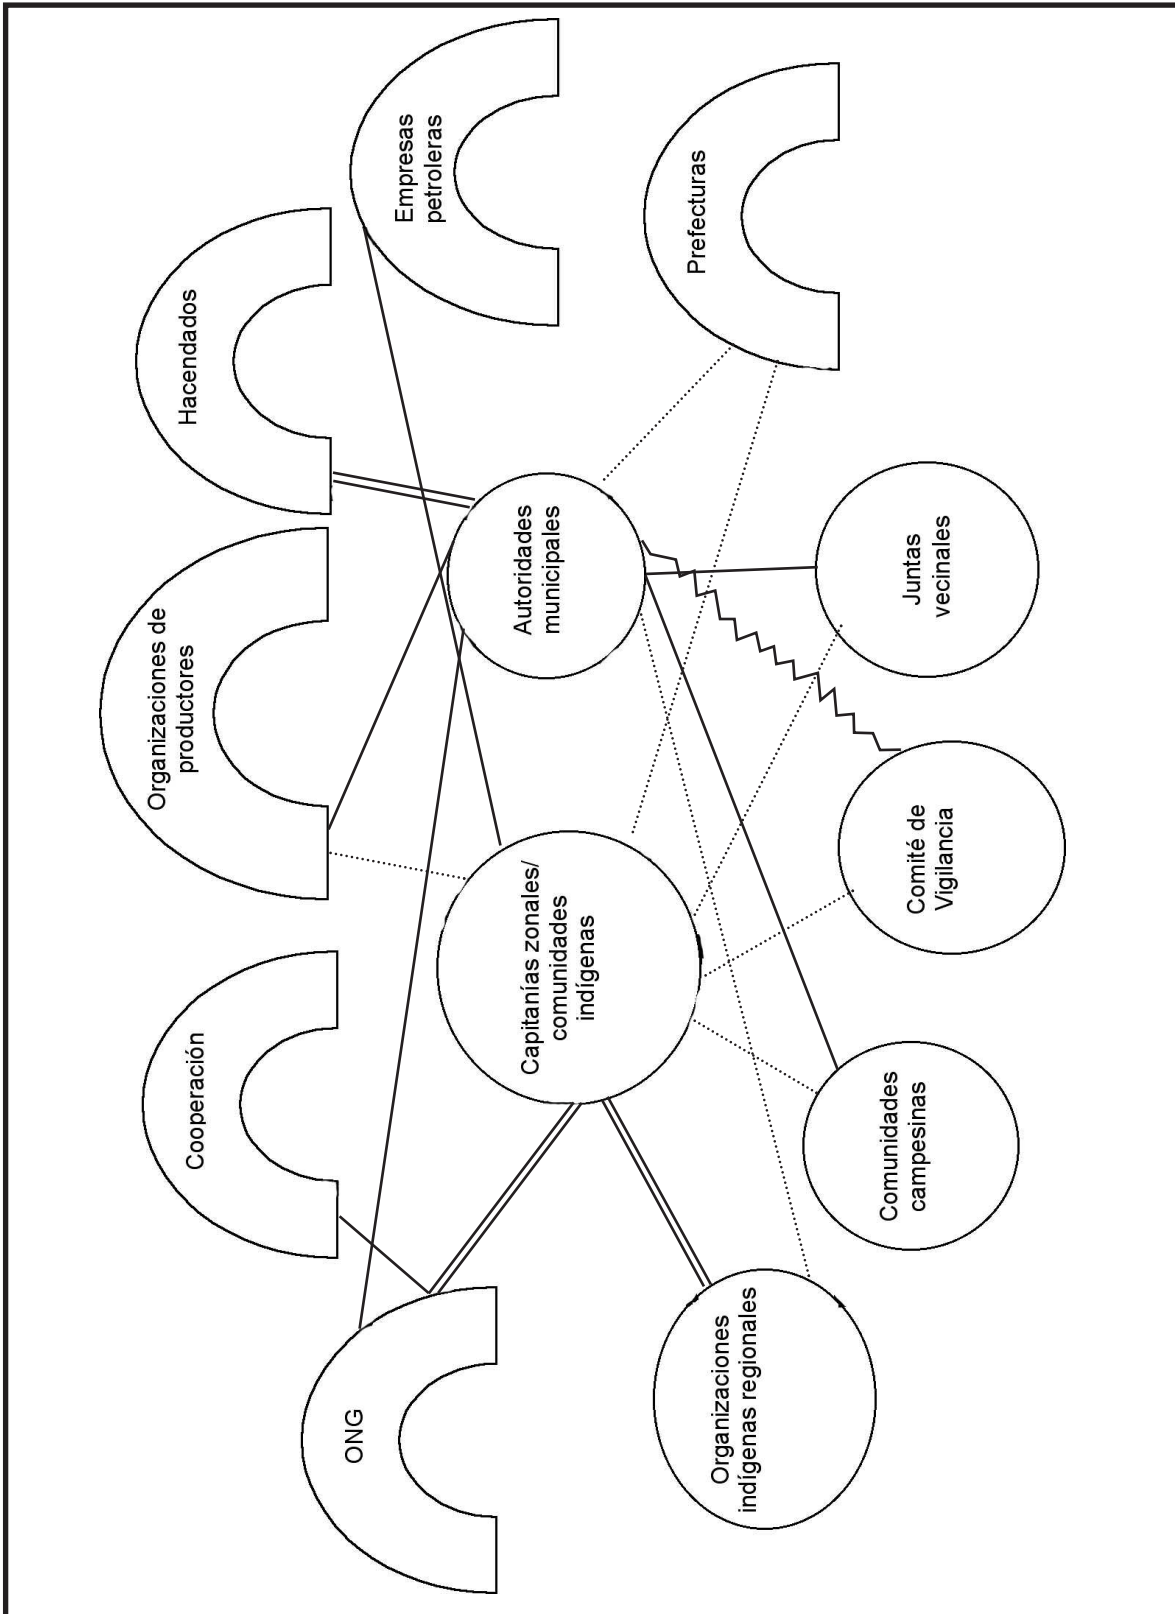 ONG
Cooperación
Organizaciones de
productores
Hacendados
Empresas
petroleras
Capitanías zonales/
comunidades
indígenas
Autoridades
municipales
Prefecturas
Organizaciones
indígenas regionales
Comunidades
campesinas
Comité de
Vigilancia
Juntas
vecinales